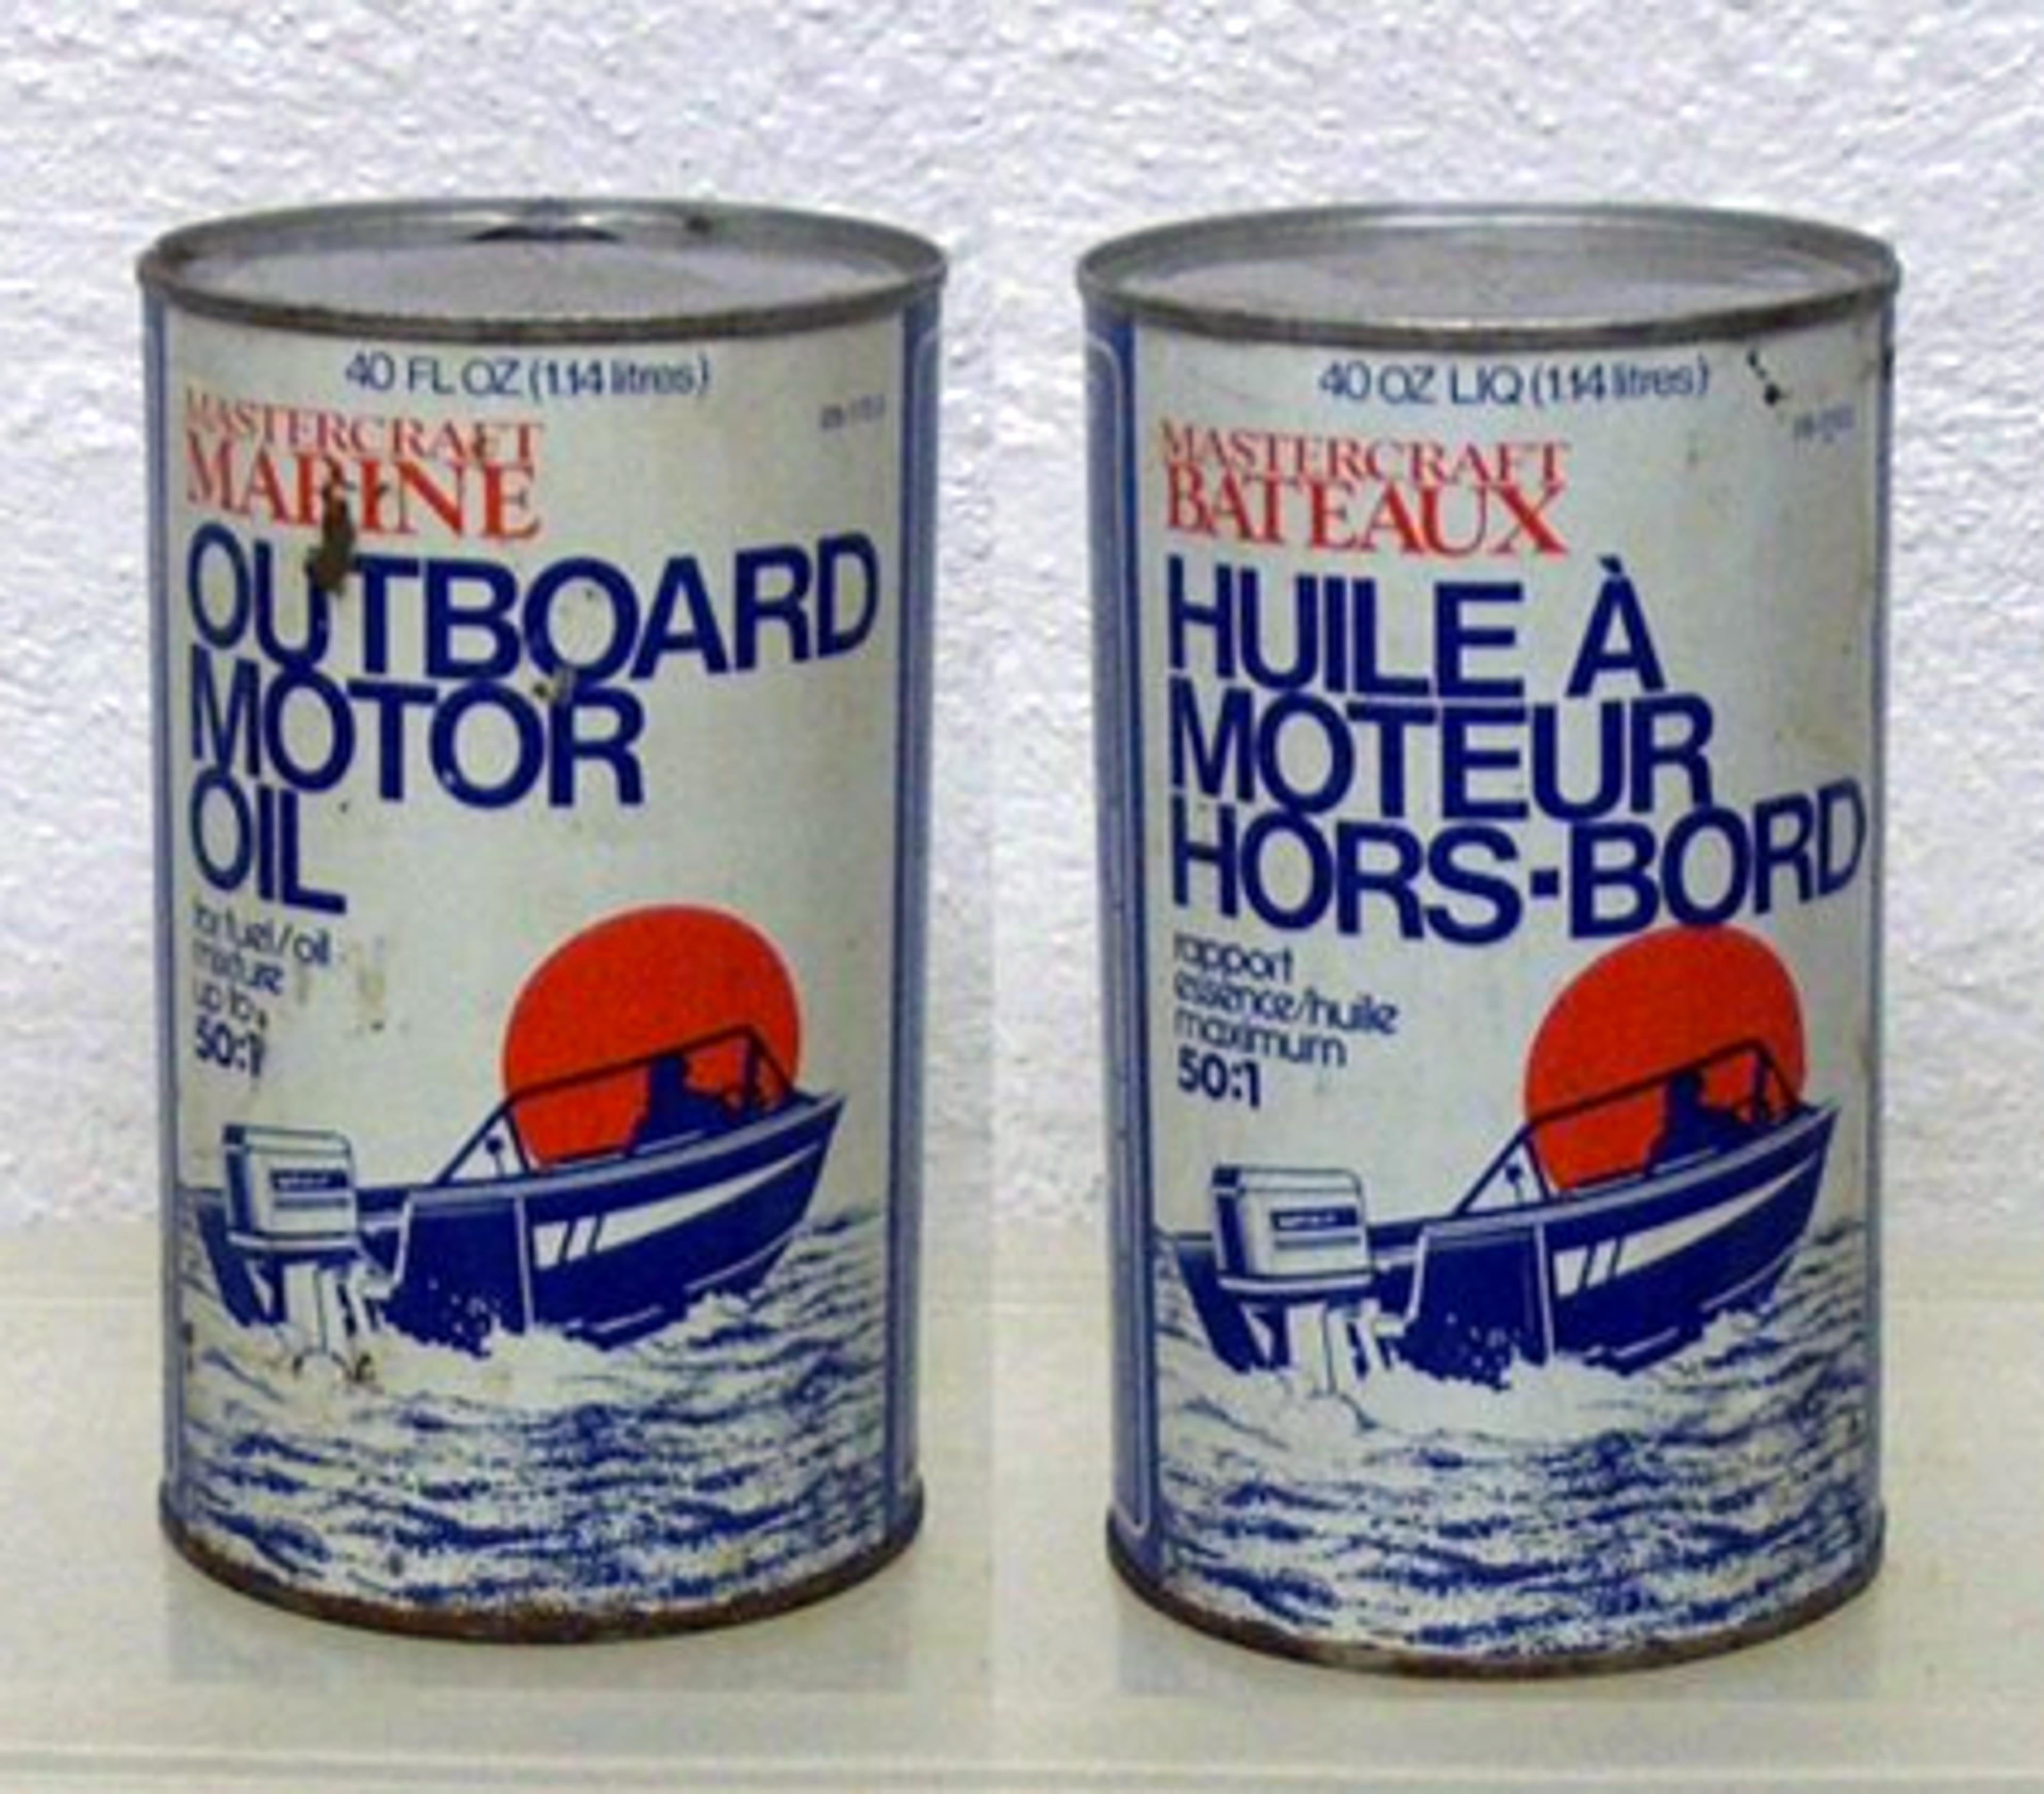 40 FL OZ (1.14 litres)
MASTERCRAFT
MARINE
OUTBOARD
MOTOR
OIL
for fuel/oil
mixture
up to
50:1
40 OZ LIQ (1.14 litres)
MASTERCRAFT
BATEAUX
HUILE À
MOTEUR
HORS-BORD
rapport
essence/huile
maximum
50:1